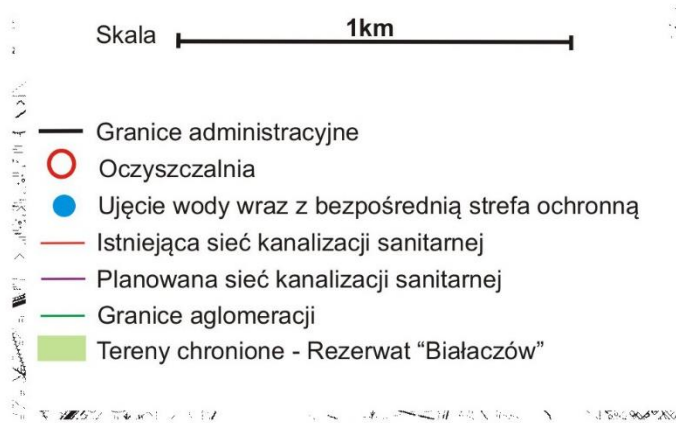 Skala 1km
Granice administracyjne
Oczyszczalnia
Ujęcie wody wraz z bezpośrednią strefa ochronną
Istniejąca sieć kanalizacji sanitarnej
Planowana sieć kanalizacji sanitarnej
Granice aglomeracji
Tereny chronione - Rezerwat “Białaczów”